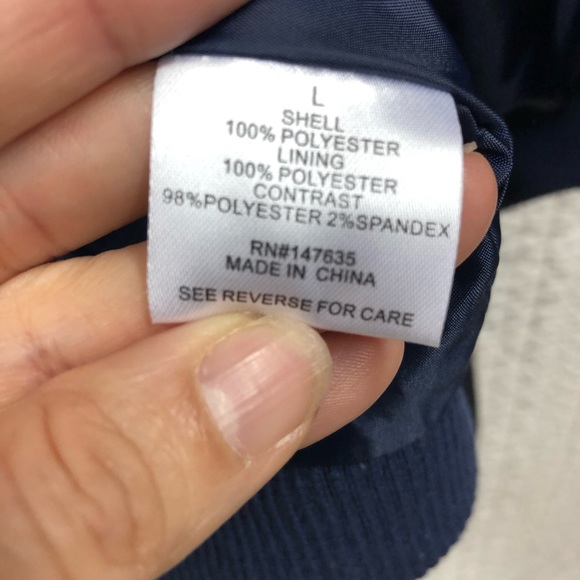 L
SHELL
100% POLYESTER
LINING
100% POLYESTER
CONTRAST
98%POLYESTER 2%SPANDEX
RN#147635
MADE IN CHINA
SEE REVERSE FOR CARE